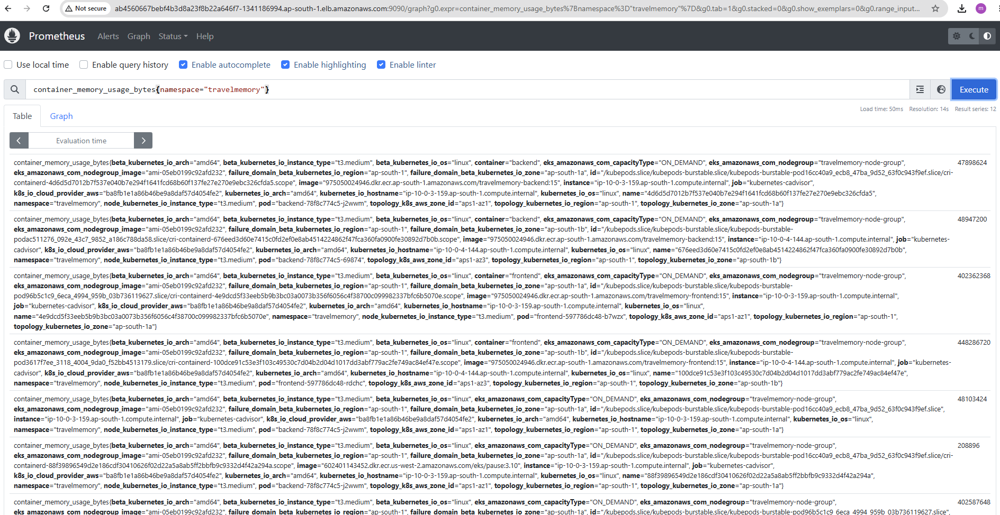 Not secure ab4560667bebf4b3d8a23f8b22a646f7-1341186994.ap-south-1.elb.amazonaws.com:9090/graph?g0.expr=container_memory_usage_bytes%7Bnamespace%3D"travelmemory"%7D&g0.tab=1&g0.stacked=0&g0.show_exemplars=0&g0.range_input... m
Prometheus Alerts Graph Status Help
Use local time Enable query history Enable autocomplete Enable highlighting Enable linter
container_memory_usage_bytes{namespace="travelmemory"} Execute
Table Graph Load time: 50ms Resolution: 14s Result series: 12
Evaluation time
container_memory_usage_bytes{beta_kubernetes_io_arch="amd64", beta_kubernetes_io_instance_type="t3.medium", beta_kubernetes_io_os="linux", container="backend", eks_amazonaws_com_capacityType="ON_DEMAND", eks_amazonaws_com_nodegroup="travelmemory-node-group", 47898624
eks_amazonaws_com_nodegroup_image="ami-05eb0199c92afd232", failure_domain_beta_kubernetes_io_region="ap-south-1", failure_domain_beta_kubernetes_io_zone="ap-south-1a", id="/kubepods.slice/kubepods-burstable.slice/kubepods-burstable-pod16cc40a9_ecb8_47ba_9d52_63f0c943f9ef.slice/cri-
containerd-4d6d5d7012b7f537e040b7e294f1641fcd68b60f137fe27e270e9ebc326cfda5.scope", image="975050024946.dkr.ecr.ap-south-1.amazonaws.com/travelmemory-backend:15", instance="ip-10-0-3-159.ap-south-1.compute.internal", job="kubernetes-cadvisor",
k8s_io_cloud_provider_aws="ba8fb1e1a86b46be9a8daf57d4054fe2", kubernetes_io_arch="amd64", kubernetes_io_hostname="ip-10-0-3-159.ap-south-1.compute.internal", kubernetes_io_os="linux", name="4d6d5d7012b7f537e040b7e294f1641fcd68b60f137fe27e270e9ebc326cfda5",
namespace="travelmemory", node_kubernetes_io_instance_type="t3.medium", pod="backend-78f8c774c5-j2wwm", topology_k8s_aws_zone_id="aps1-az1", topology_kubernetes_io_region="ap-south-1", topology_kubernetes_io_zone="ap-south-1a"}
container_memory_usage_bytes{beta_kubernetes_io_arch="amd64", beta_kubernetes_io_instance_type="t3.medium", beta_kubernetes_io_os="linux", container="backend", eks_amazonaws_com_capacityType="ON_DEMAND", eks_amazonaws_com_nodegroup="travelmemory-node-group", 48947200
eks_amazonaws_com_nodegroup_image="ami-05eb0199c92afd232", failure_domain_beta_kubernetes_io_region="ap-south-1", failure_domain_beta_kubernetes_io_zone="ap-south-1b", id="/kubepods.slice/kubepods-burstable.slice/kubepods-burstable-
podac511276_092e_43c7_9852_a186c788da58.slice/cri-containerd-676eed3d60e7415c0fd2ef0e8ab4514224862f47fca360fa0900fe30892d7b0b.scope", image="975050024946.dkr.ecr.ap-south-1.amazonaws.com/travelmemory-backend:15", instance="ip-10-0-4-144.ap-south-1.compute.internal", job="kubernetes-
cadvisor", k8s_io_cloud_provider_aws="ba8fb1e1a86b46be9a8daf57d4054fe2", kubernetes_io_arch="amd64", kubernetes_io_hostname="ip-10-0-4-144.ap-south-1.compute.internal", kubernetes_io_os="linux", name="676eed3d60e7415c0fd2ef0e8ab4514224862f47fca360fa0900fe30892d7b0b",
namespace="travelmemory", node_kubernetes_io_instance_type="t3.medium", pod="backend-78f8c774c5-69874", topology_k8s_aws_zone_id="aps1-az3", topology_kubernetes_io_region="ap-south-1", topology_kubernetes_io_zone="ap-south-1b"}
container_memory_usage_bytes{beta_kubernetes_io_arch="amd64", beta_kubernetes_io_instance_type="t3.medium", beta_kubernetes_io_os="linux", container="frontend", eks_amazonaws_com_capacityType="ON_DEMAND", eks_amazonaws_com_nodegroup="travelmemory-node-group", 402362368
eks_amazonaws_com_nodegroup_image="ami-05eb0199c92afd232", failure_domain_beta_kubernetes_io_region="ap-south-1", failure_domain_beta_kubernetes_io_zone="ap-south-1a", id="/kubepods.slice/kubepods-burstable.slice/kubepods-burstable-
pod96b5c1c9_6eca_4994_959b_03b736119627.slice/cri-containerd-4e9dcd5f33eeb5b9b3bc03a0073b356f6056c4f38700c099982337bfc6b5070e.scope", image="975050024946.dkr.ecr.ap-south-1.amazonaws.com/travelmemory-frontend:15", instance="ip-10-0-3-159.ap-south-1.compute.internal",
job="kubernetes-cadvisor", k8s_io_cloud_provider_aws="ba8fb1e1a86b46be9a8daf57d4054fe2", kubernetes_io_arch="amd64", kubernetes_io_hostname="ip-10-0-3-159.ap-south-1.compute.internal", kubernetes_io_os="linux",
name="4e9dcd5f33eeb5b9b3bc03a0073b356f6056c4f38700c099982337bfc6b5070e", namespace="travelmemory", node_kubernetes_io_instance_type="t3.medium", pod="frontend-597786dc48-b7wzx", topology_k8s_aws_zone_id="aps1-az1", topology_kubernetes_io_region="ap-south-1",
topology_kubernetes_io_zone="ap-south-1a"}
container_memory_usage_bytes{beta_kubernetes_io_arch="amd64", beta_kubernetes_io_instance_type="t3.medium", beta_kubernetes_io_os="linux", container="frontend", eks_amazonaws_com_capacityType="ON_DEMAND", eks_amazonaws_com_nodegroup="travelmemory-node-group", 448286720
eks_amazonaws_com_nodegroup_image="ami-05eb0199c92afd232", failure_domain_beta_kubernetes_io_region="ap-south-1", failure_domain_beta_kubernetes_io_zone="ap-south-1b", id="/kubepods.slice/kubepods-burstable.slice/kubepods-burstable-
pod3617f7ee_3118_4004_9da0_f52bb4513179.slice/cri-containerd-100dce91c53e3f103c49530c7d04b2d04d1017dd3abf779ac2fe749ac84ef47e.scope", image="975050024946.dkr.ecr.ap-south-1.amazonaws.com/travelmemory-frontend:15", instance="ip-10-0-4-144.ap-south-1.compute.internal", job="kubernetes-
cadvisor", k8s_io_cloud_provider_aws="ba8fb1e1a86b46be9a8daf57d4054fe2", kubernetes_io_arch="amd64", kubernetes_io_hostname="ip-10-0-4-144.ap-south-1.compute.internal", kubernetes_io_os="linux", name="100dce91c53e3f103c49530c7d04b2d04d1017dd3abf779ac2fe749ac84ef47e",
namespace="travelmemory", node_kubernetes_io_instance_type="t3.medium", pod="frontend-597786dc48-rdchc", topology_k8s_aws_zone_id="aps1-az3", topology_kubernetes_io_region="ap-south-1", topology_kubernetes_io_zone="ap-south-1b"}
container_memory_usage_bytes{beta_kubernetes_io_arch="amd64", beta_kubernetes_io_instance_type="t3.medium", beta_kubernetes_io_os="linux", eks_amazonaws_com_capacityType="ON_DEMAND", eks_amazonaws_com_nodegroup="travelmemory-node-group", 48103424
eks_amazonaws_com_nodegroup_image="ami-05eb0199c92afd232", failure_domain_beta_kubernetes_io_region="ap-south-1", failure_domain_beta_kubernetes_io_zone="ap-south-1a", id="/kubepods.slice/kubepods-burstable.slice/kubepods-burstable-pod16cc40a9_ecb8_47ba_9d52_63f0c943f9ef.slice",
instance="ip-10-0-3-159.ap-south-1.compute.internal", job="kubernetes-cadvisor", k8s_io_cloud_provider_aws="ba8fb1e1a86b46be9a8daf57d4054fe2", kubernetes_io_arch="amd64", kubernetes_io_hostname="ip-10-0-3-159.ap-south-1.compute.internal", kubernetes_io_os="linux",
namespace="travelmemory", node_kubernetes_io_instance_type="t3.medium", pod="backend-78f8c774c5-j2wwm", topology_k8s_aws_zone_id="aps1-az1", topology_kubernetes_io_region="ap-south-1", topology_kubernetes_io_zone="ap-south-1a"}
container_memory_usage_bytes{beta_kubernetes_io_arch="amd64", beta_kubernetes_io_instance_type="t3.medium", beta_kubernetes_io_os="linux", eks_amazonaws_com_capacityType="ON_DEMAND", eks_amazonaws_com_nodegroup="travelmemory-node-group", 208896
eks_amazonaws_com_nodegroup_image="ami-05eb0199c92afd232", failure_domain_beta_kubernetes_io_region="ap-south-1", failure_domain_beta_kubernetes_io_zone="ap-south-1a", id="/kubepods.slice/kubepods-burstable.slice/kubepods-burstable-pod16cc40a9_ecb8_47ba_9d52_63f0c943f9ef.slice/cri-
containerd-88f39896549d2e186cdf30410626f02d22a5a8ab5ff2bbfb9c9332d4f42a294a.scope", image="602401143452.dkr.ecr.us-west-2.amazonaws.com/eks/pause:3.10", instance="ip-10-0-3-159.ap-south-1.compute.internal", job="kubernetes-cadvisor",
k8s_io_cloud_provider_aws="ba8fb1e1a86b46be9a8daf57d4054fe2", kubernetes_io_arch="amd64", kubernetes_io_hostname="ip-10-0-3-159.ap-south-1.compute.internal", kubernetes_io_os="linux", name="88f39896549d2e186cdf30410626f02d22a5a8ab5ff2bbfb9c9332d4f42a294a",
namespace="travelmemory", node_kubernetes_io_instance_type="t3.medium", pod="backend-78f8c774c5-j2wwm", topology_k8s_aws_zone_id="aps1-az1", topology_kubernetes_io_region="ap-south-1", topology_kubernetes_io_zone="ap-south-1a"}
container_memory_usage_bytes{beta_kubernetes_io_arch="amd64", beta_kubernetes_io_instance_type="t3.medium", beta_kubernetes_io_os="linux", eks_amazonaws_com_capacityType="ON_DEMAND", eks_amazonaws_com_nodegroup="travelmemory-node-group", 402587648
eks_amazonaws_com_nodegroup_image="ami-05eb0199c92afd232", failure_domain_beta_kubernetes_io_region="ap-south-1", failure_domain_beta_kubernetes_io_zone="ap-south-1a", id="/kubepods.slice/kubepods-burstable.slice/kubepods-burstable-pod96b5c1c9_6eca_4994_959b_03b736119627.slice",